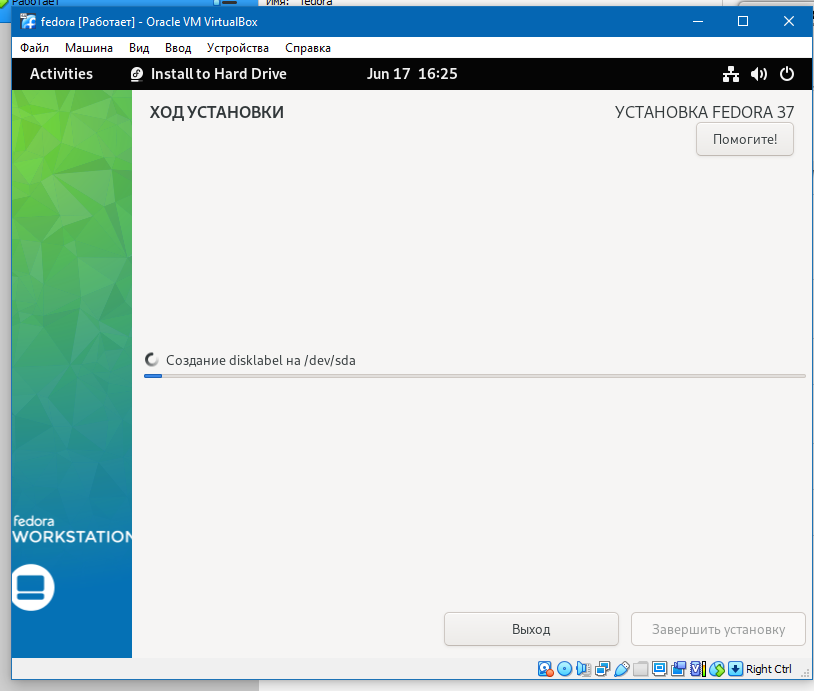 Работает
Имя: fedora
fedora [Работает] - Oracle VM VirtualBox
Файл Машина Вид Ввод Устройства Справка
Activities Install to Hard Drive Jun 17 16:25
ХОД УСТАНОВКИ УСТАНОВКА FEDORA 37
Помогите!
Создание disklabel на /dev/sda
fedora
WORKSTATION
Выход Завершить установку
Right Ctrl